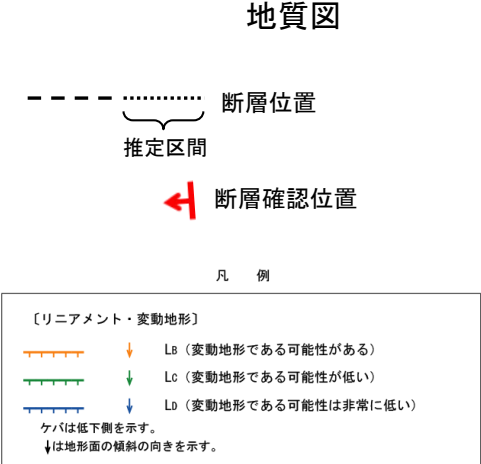 地質図
断層位置
推定区間
断層確認位置
凡 例
〔リニアメント・変動地形〕
LB（変動地形である可能性がある）
LC（変動地形である可能性が低い）
LD（変動地形である可能性は非常に低い）
ケバは低下側を示す。
↓は地形面の傾斜の向きを示す。